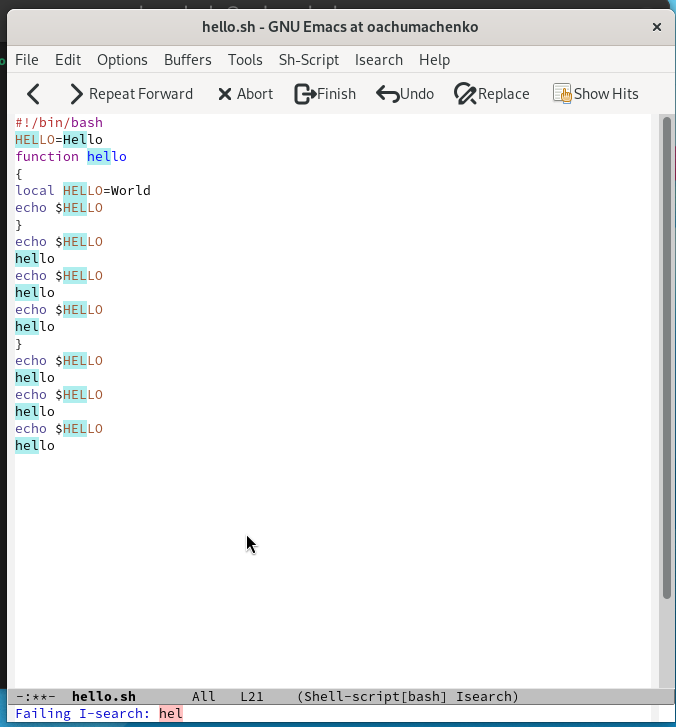 hello.sh - GNU Emacs at oachumachenko
File Edit Options Buffers Tools Sh-Script Isearch Help
Repeat Forward Abort Finish Undo Replace Show Hits
#!/bin/bash
HELLO=Hello
function hello
{
local HELLO=World
echo $HELLO
}
echo $HELLO
hello
echo $HELLO
hello
echo $HELLO
hello
}
echo $HELLO
hello
echo $HELLO
hello
echo $HELLO
hello
-:**- hello.sh All L21 (Shell-script[bash] Isearch)
Failing I-search: hel